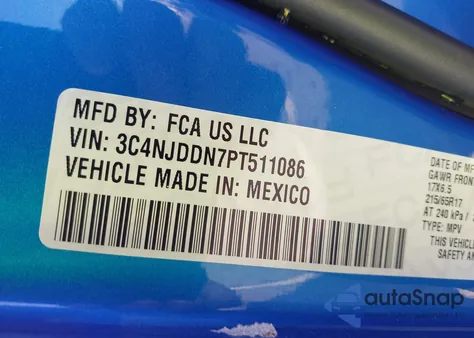 MFD BY: FCA US LLC
VIN: 3C4NJDDN7PT511086
VEHICLE MADE IN: MEXICO
DATE OF MF
GAWR FRONT
17X6.5
215/65R17
AT 240 kPa /
TYPE: MPV
THIS VEHICL
SAFETY AN
autoSnap